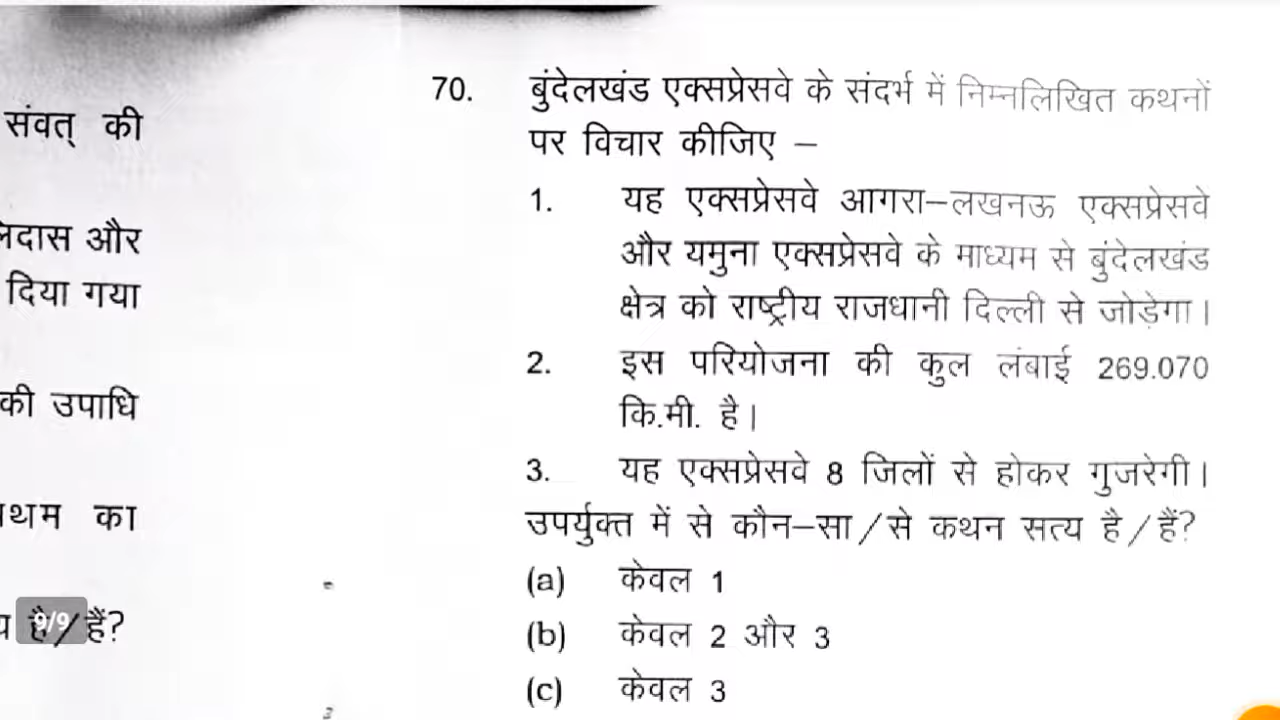 संवत् की
और
दिया गया
की उपाधि
का
9/9
है/हैं?
70. बुंदेलखंड एक्सप्रेसवे के संदर्भ में निम्नलिखित कथनों
पर विचार कीजिए –
1. यह एक्सप्रेसवे आगरा–लखनऊ एक्सप्रेसवे
और यमुना एक्सप्रेसवे के माध्यम से बुंदेलखंड
क्षेत्र को राष्ट्रीय राजधानी दिल्ली से जोड़ेगा।
2. इस परियोजना की कुल लंबाई 269.070
कि.मी. है।
3. यह एक्सप्रेसवे 8 जिलों से होकर गुजरेगी।
उपर्युक्त में से कौन–सा/से कथन सत्य है/हैं?
(a) केवल 1
(b) केवल 2 और 3
(c) केवल 3